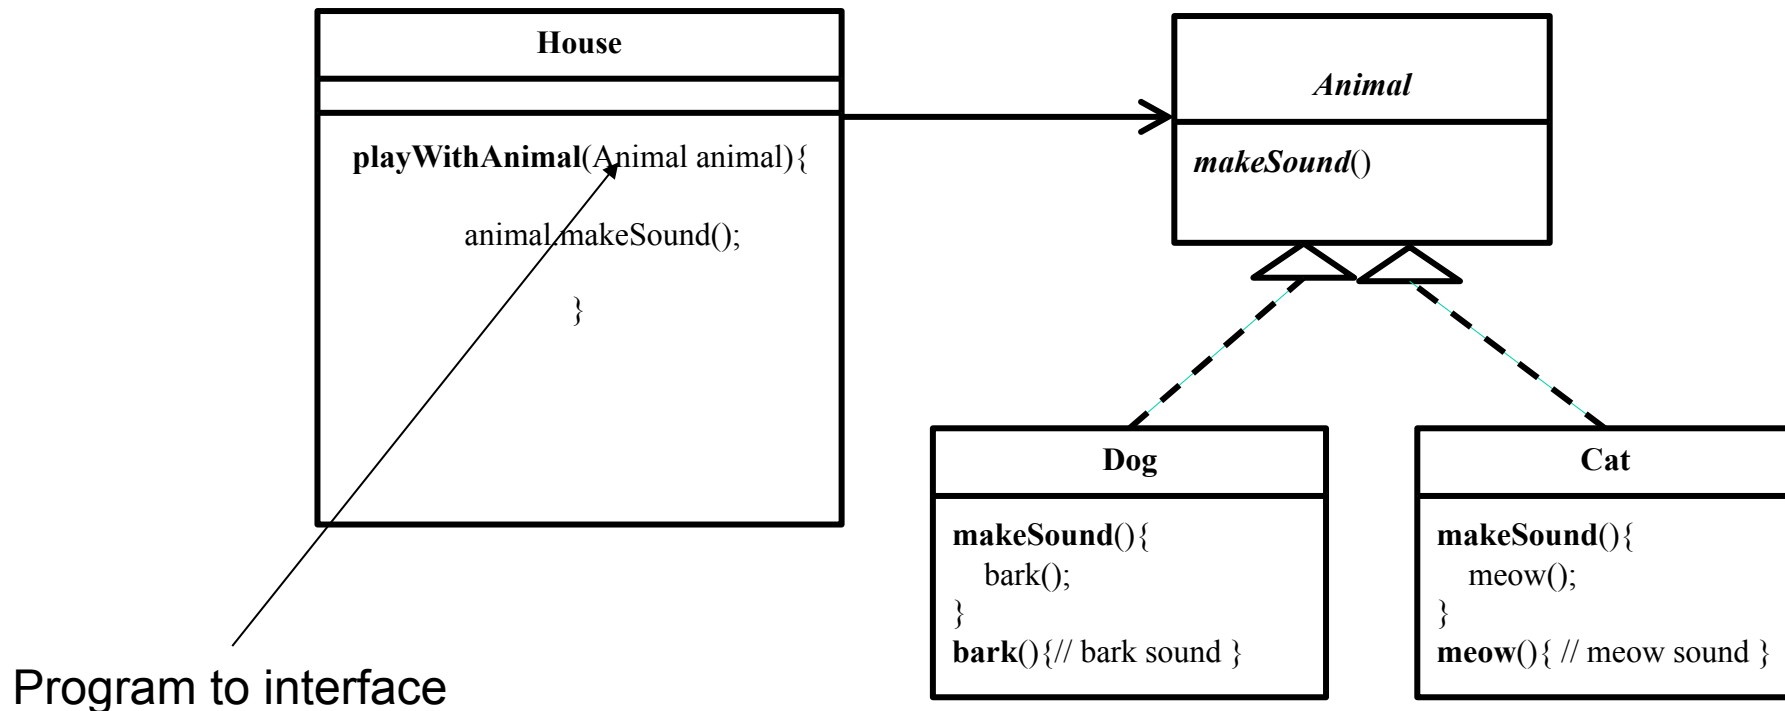 House
playWithAnimal(Animal animal){
animal.makeSound();
}
Animal
makeSound()
Dog
makeSound(){
bark();
}
bark(){// bark sound }
Cat
makeSound(){
meow();
}
meow(){ // meow sound }
Program to interface